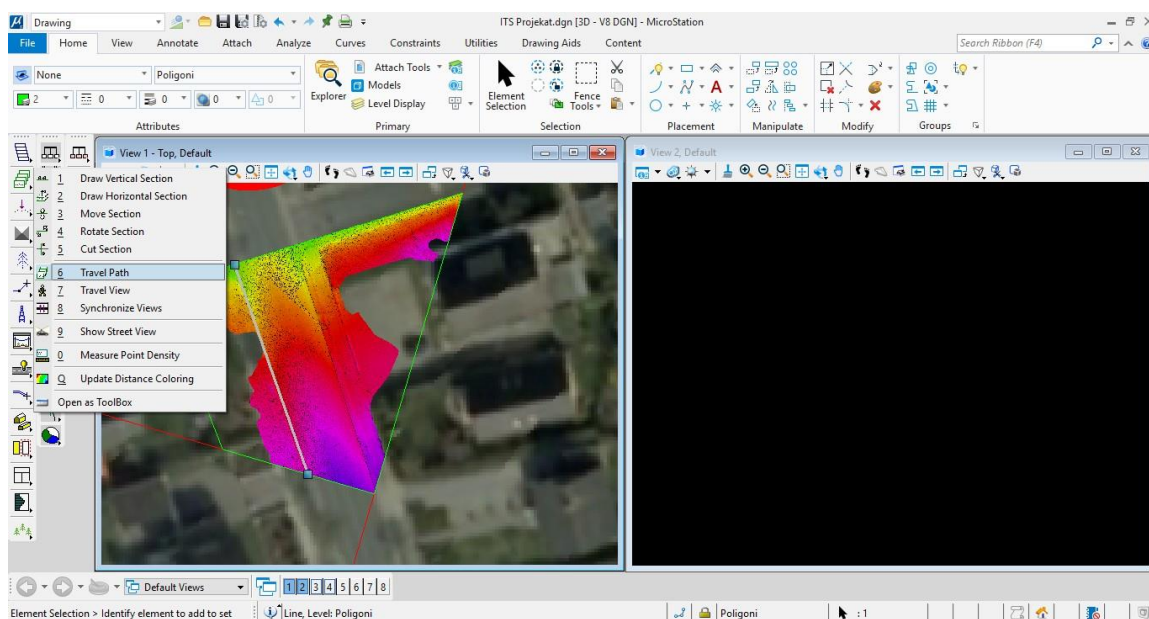 Drawing
ITS Projekat.dgn [3D - V8 DGN] - MicroStation
File Home View Annotate Attach Analyze Curves Constraints Utilities Drawing Aids Content
Search Ribbon (F4)
None Poligoni
2 0 0 0 0
Attributes
Explorer
Attach Tools
Models
Level Display
Primary
Element Selection
Fence Tools
Selection
Placement
Manipulate
Modify
Groups
View 1 - Top, Default
View 2, Default
1 Draw Vertical Section
2 Draw Horizontal Section
3 Move Section
4 Rotate Section
5 Cut Section
6 Travel Path
7 Travel View
8 Synchronize Views
9 Show Street View
0 Measure Point Density
Q Update Distance Coloring
Open as ToolBox
Default Views 1 2 3 4 5 6 7 8
Element Selection > Identify element to add to set Line, Level: Poligoni Poligoni : 1